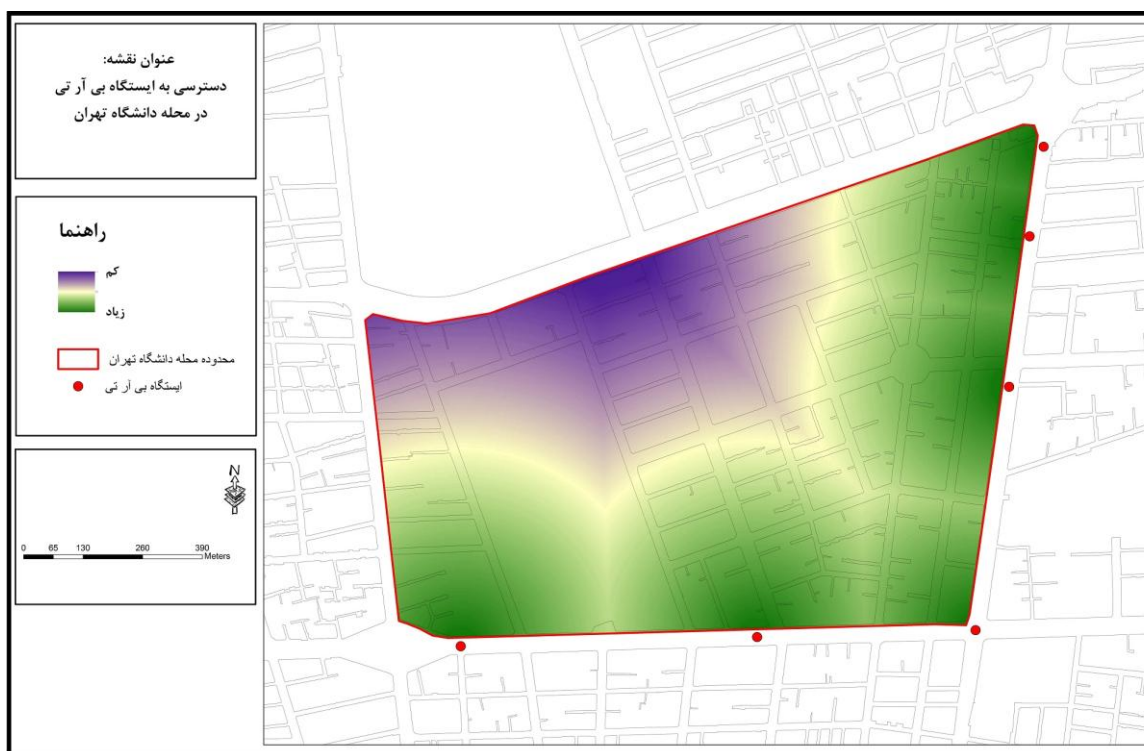 عنوان نقشه:
دسترسی به ایستگاه بی آر تی
در محله دانشگاه تهران
راهنما
کم
زیاد
محدوده محله دانشگاه تهران
ایستگاه بی آر تی
N
0 65 130 260 390
Meters